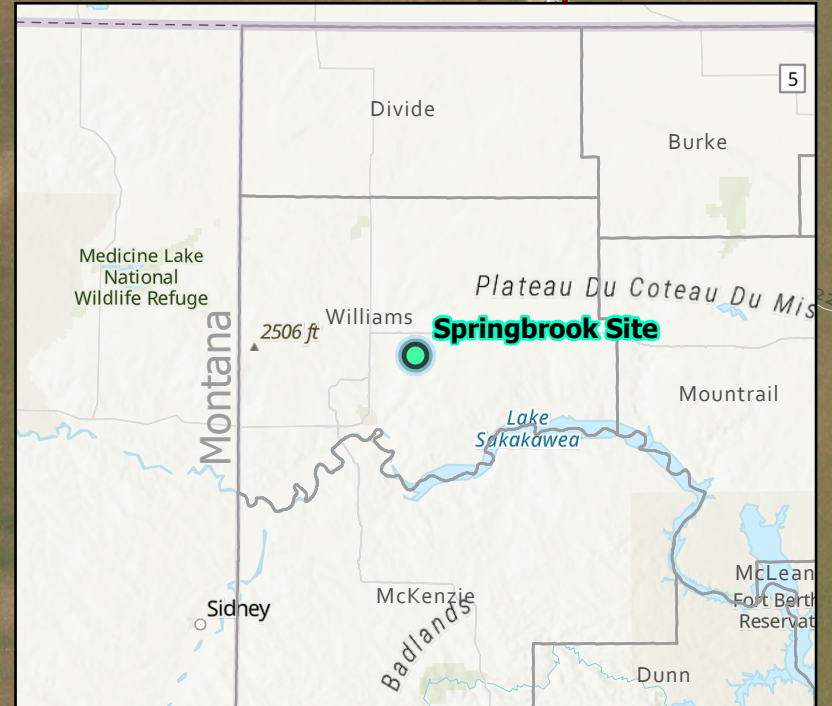 5
Divide
Burke
Medicine Lake
National
Wildlife Refuge
Plateau Du Coteau Du Mis
Montana
2506 ft
Williams
Springbrook Site
Mountrail
Lake
Sakakawea
McLean
McKenzie
Fort Berth
Reservat
Sidney
Badlands
Dunn